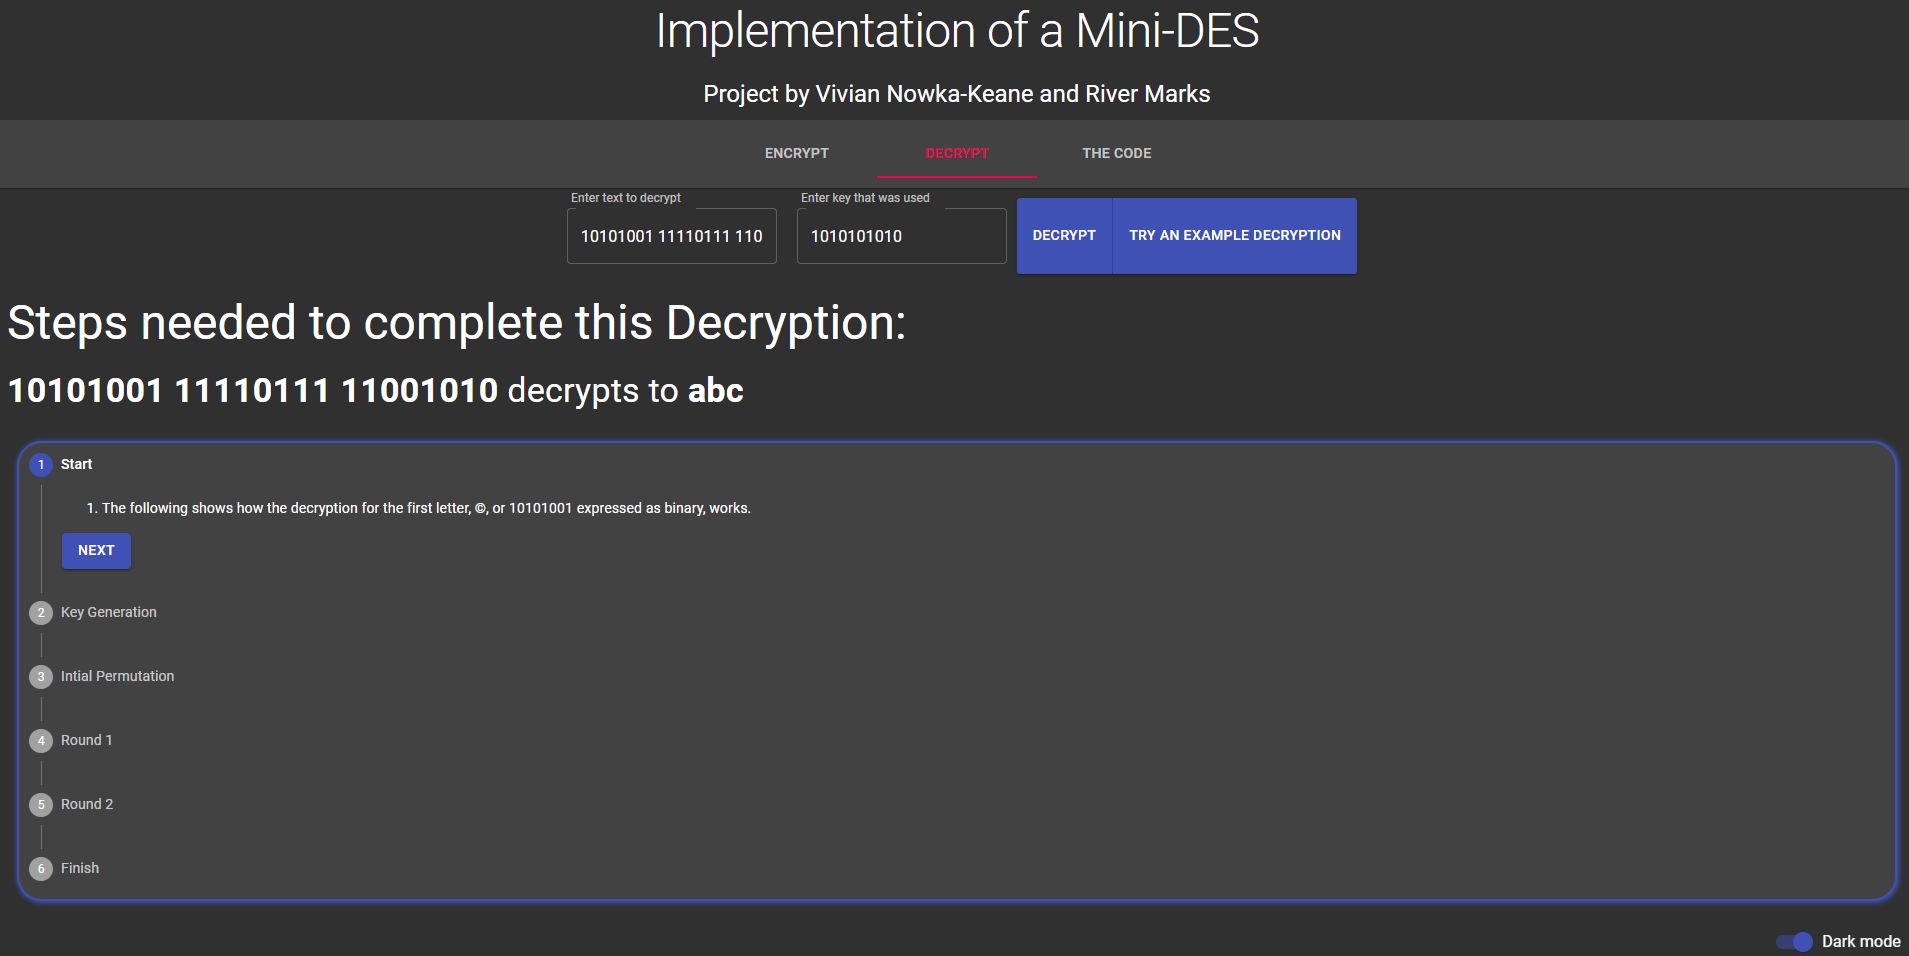 Implementation of a Mini-DES
Project by Vivian Nowka-Keane and River Marks
ENCRYPT DECRYPT THE CODE
Enter text to decrypt Enter key that was used
10101001 11110111 110 1010101010 DECRYPT TRY AN EXAMPLE DECRYPTION
Steps needed to complete this Decryption:
10101001 11110111 11001010 decrypts to abc
1 Start
1. The following shows how the decryption for the first letter, ©, or 10101001 expressed as binary, works.
NEXT
2 Key Generation
3 Intial Permutation
4 Round 1
5 Round 2
6 Finish
Dark mode